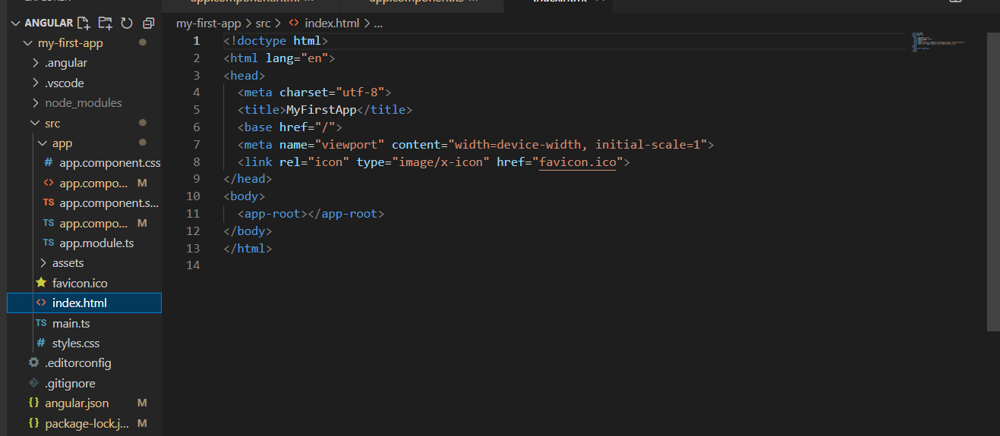 ANGULAR
my-first-app
.angular
.vscode
node_modules
src
app
# app.component.css
<> app.compo... M
TS app.component.s...
TS app.compo... M
TS app.module.ts
assets
favicon.ico
<> index.html
TS main.ts
# styles.css
.editorconfig
.gitignore
{} angular.json M
{} package-lock.j... M
my-first-app > src > <> index.html > ...
1 <!doctype html>
2 <html lang="en">
3 <head>
4 <meta charset="utf-8">
5 <title>MyFirstApp</title>
6 <base href="/">
7 <meta name="viewport" content="width=device-width, initial-scale=1">
8 <link rel="icon" type="image/x-icon" href="favicon.ico">
9 </head>
10 <body>
11 <app-root></app-root>
12 </body>
13 </html>
14